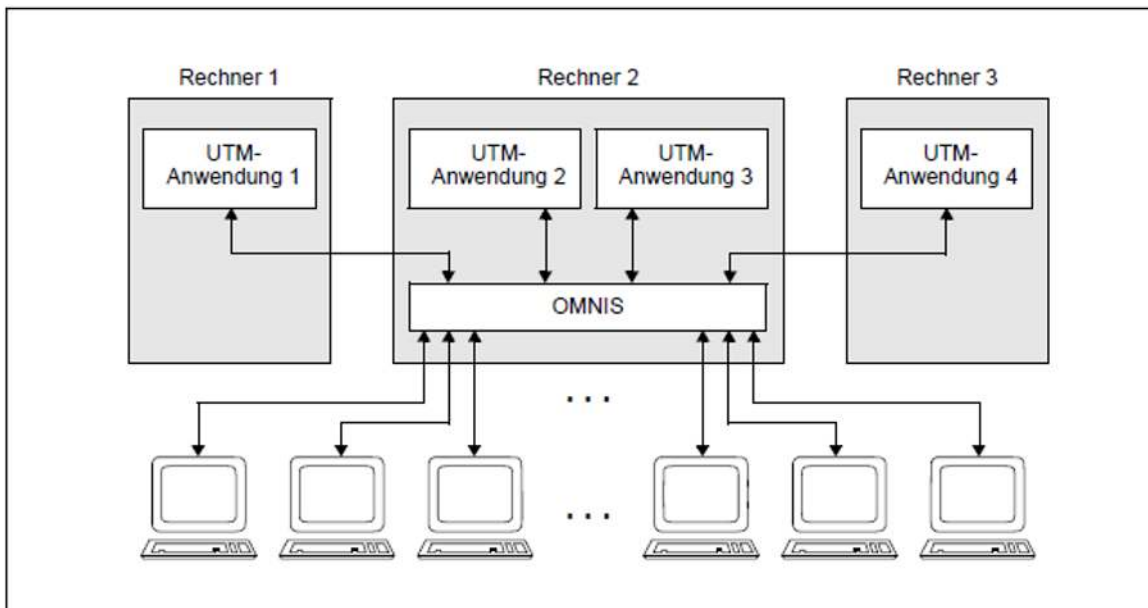 Rechner 1
Rechner 2
Rechner 3
UTM-
Anwendung 1
UTM-
Anwendung 2
UTM-
Anwendung 3
UTM-
Anwendung 4
OMNIS
. . .
. . .